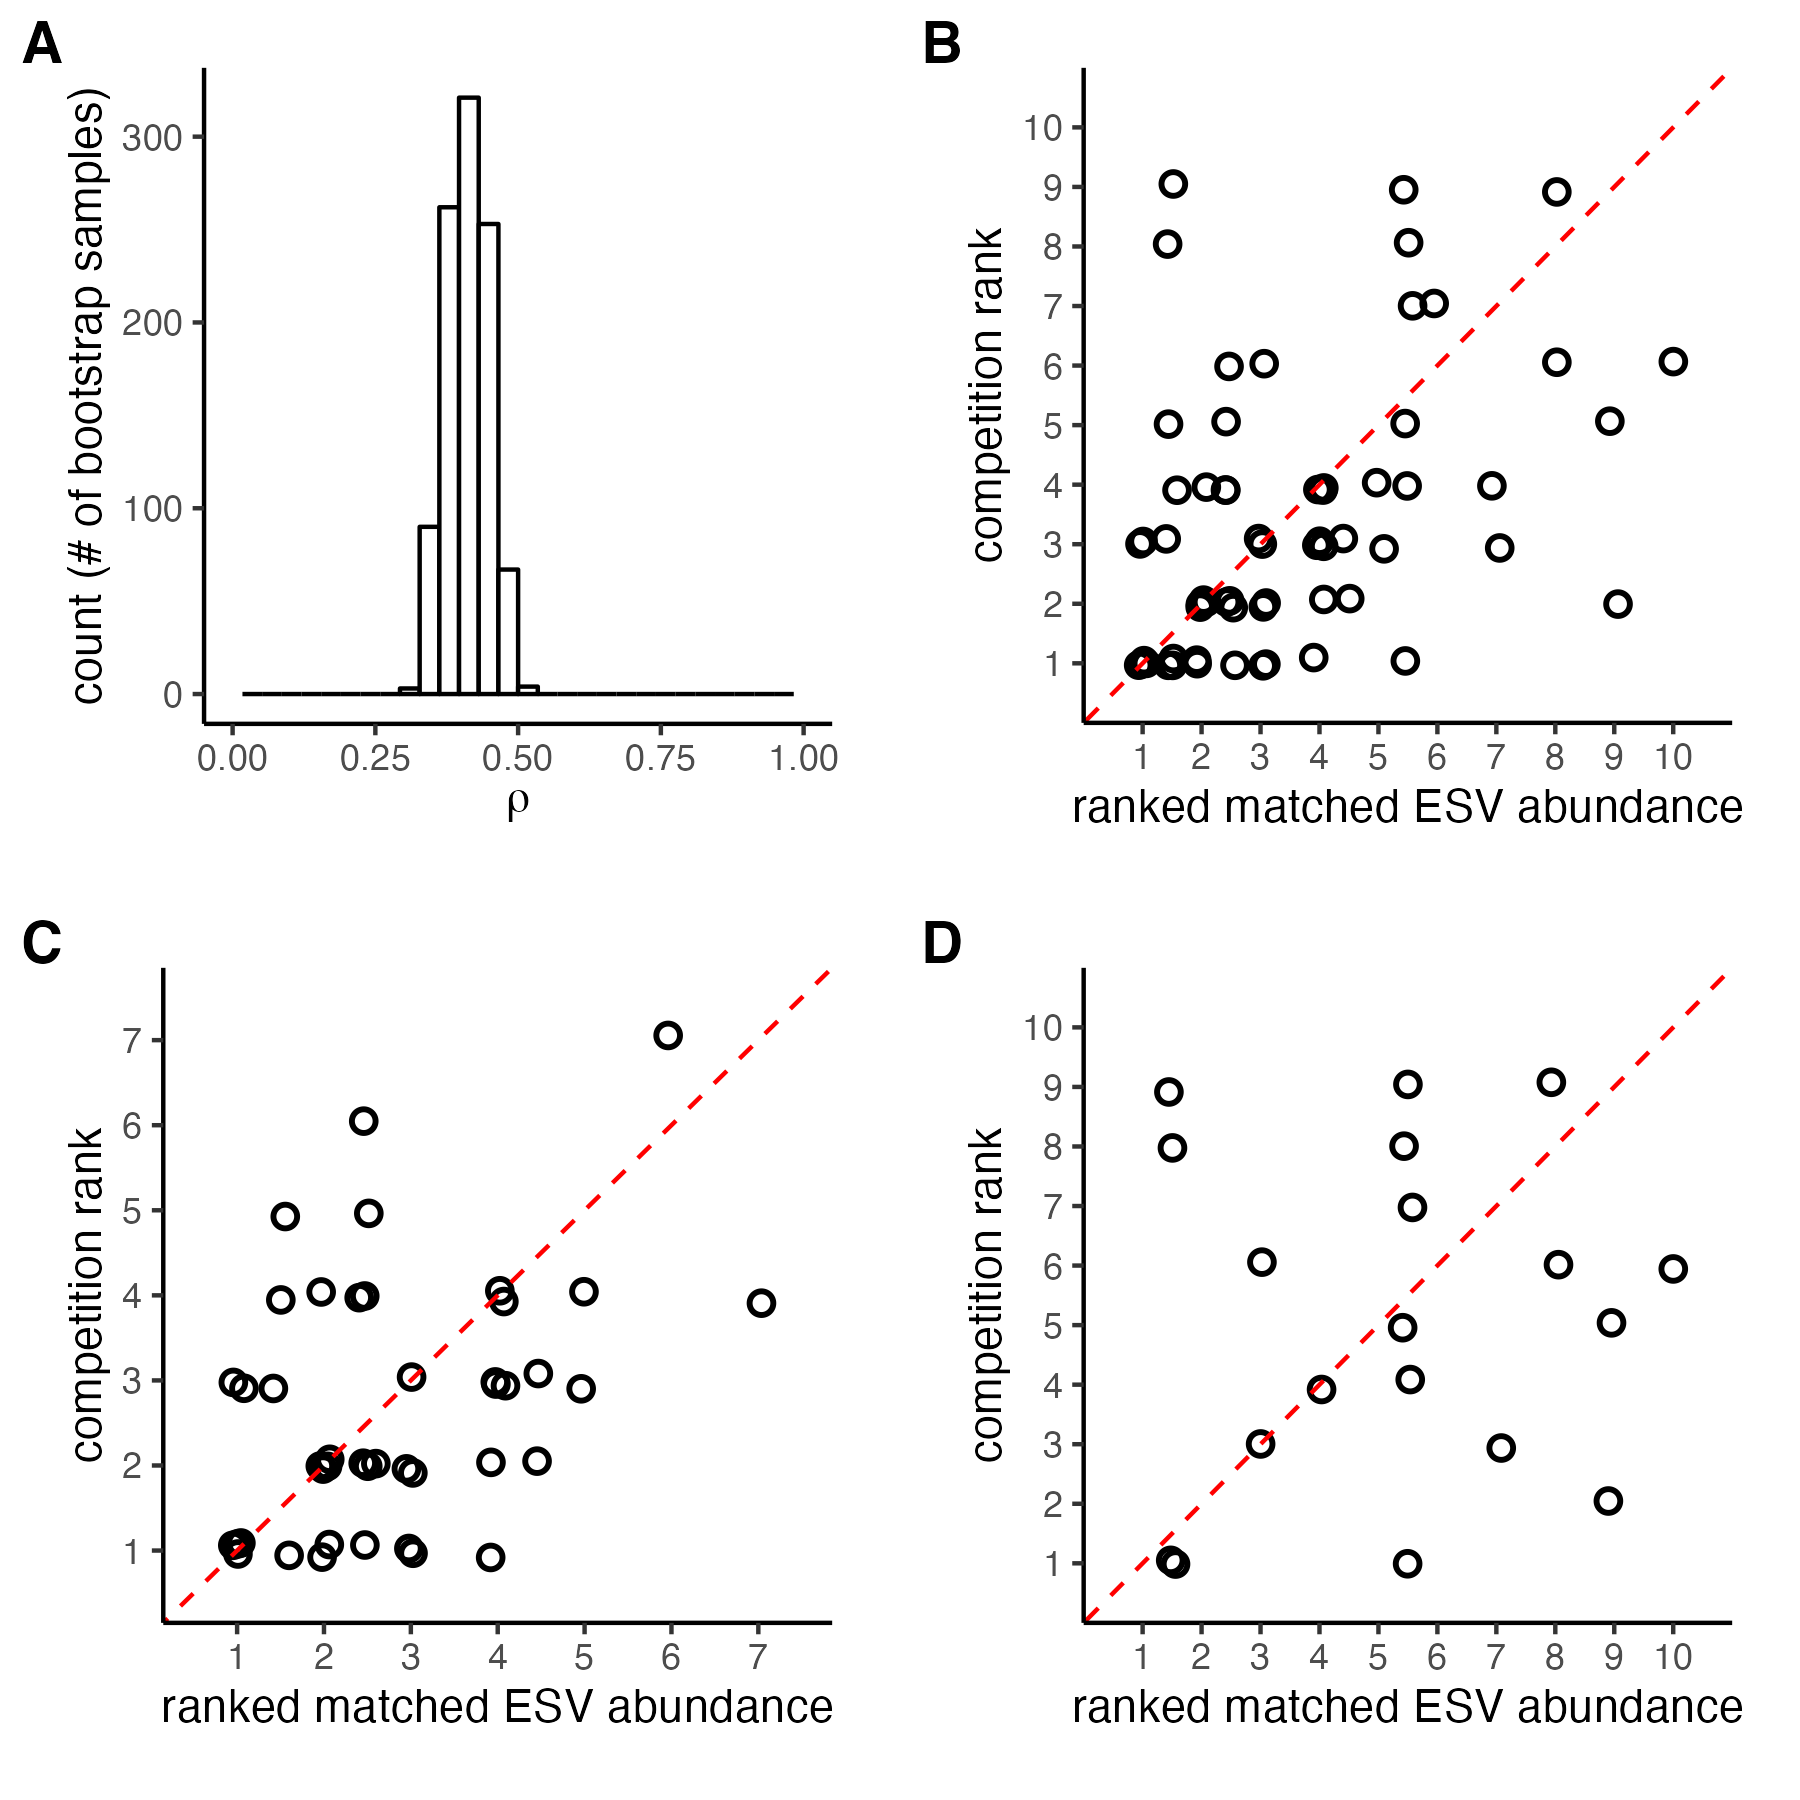 A
count (# of bootstrap samples)
300
200
100
0
0.00 0.25 0.50 0.75 1.00
ρ
B
competition rank
10
9
8
7
6
5
4
3
2
1
1 2 3 4 5 6 7 8 9 10
ranked matched ESV abundance
C
competition rank
7
6
5
4
3
2
1
1 2 3 4 5 6 7
ranked matched ESV abundance
D
competition rank
10
9
8
7
6
5
4
3
2
1
1 2 3 4 5 6 7 8 9 10
ranked matched ESV abundance